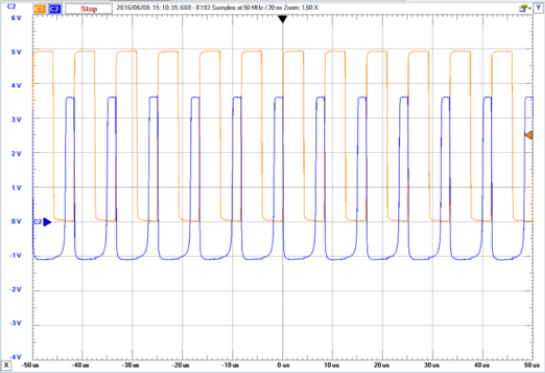 C2 C1 C2 Stop 2016/06/08 15:10:35.660 - 8192 Samples at 50 MHz / 20 ns Zoom: 1,60 X Y
6 V
5 V
4 V
3 V
2 V
1 V
C2 0 V
-1 V
-2 V
-3 V
-4 V
X -50 us -40 us -30 us -20 us -10 us 0 us 10 us 20 us 30 us 40 us 50 us